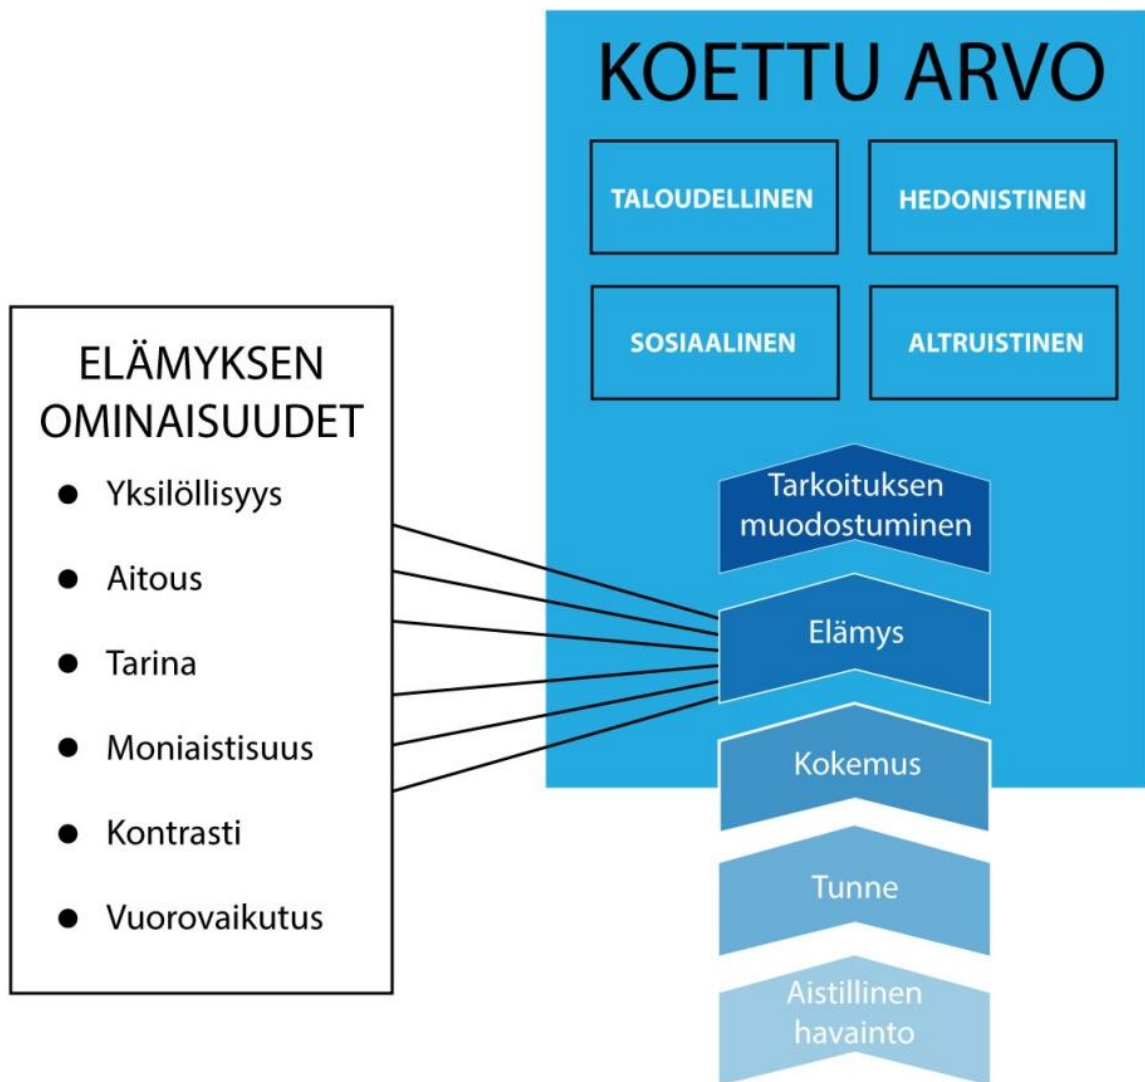 KOETTU ARVO
TALOUDELLINEN
HEDONISTINEN
SOSIAALINEN
ALTRUISTINEN
ELÄMYKSEN
OMINAISUUDET
● Yksilöllisyys
● Aitous
● Tarina
● Moniaistisuus
● Kontrasti
● Vuorovaikutus
Tarkoituksen
muodostuminen
Elämys
Kokemus
Tunne
Aistillinen
havainto